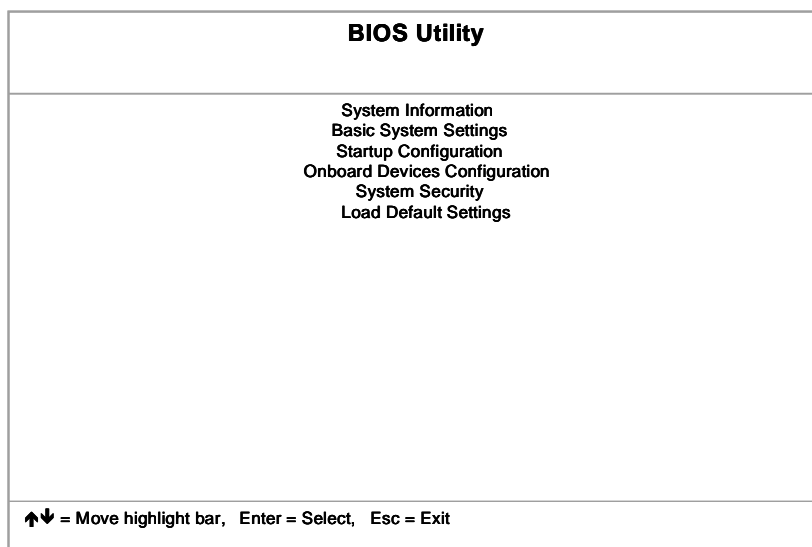 BIOS Utility
System Information
Basic System Settings
Startup Configuration
Onboard Devices Configuration
System Security
Load Default Settings
↑↓ = Move highlight bar, Enter = Select, Esc = Exit